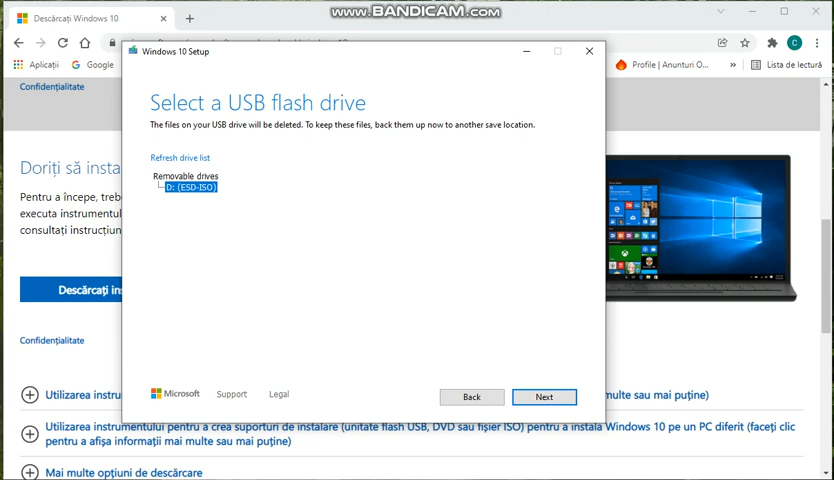 www.BANDICAM.com
Descărcați Windows 10
Aplicații
Google
Profile | Anunturi O...
Lista de lectură
Confidențialitate
Windows 10 Setup
Select a USB flash drive
The files on your USB drive will be deleted. To keep these files, back them up now to another save location.
Refresh drive list
Removable drives
D: (ESD-ISO)
Microsoft
Support
Legal
Back
Next
Doriți să insta
Pentru a începe, treb
executa instrumentul
consultați instrucțiun
Descărcați ins
Confidențialitate
Utilizarea instru
multe sau mai puține)
Utilizarea instrumentului pentru a crea suporturi de instalare (unitate flash USB, DVD sau fișier ISO) pentru a instala Windows 10 pe un PC diferit (faceți clic
pentru a afișa informații mai multe sau mai puține)
Mai multe opțiuni de descărcare